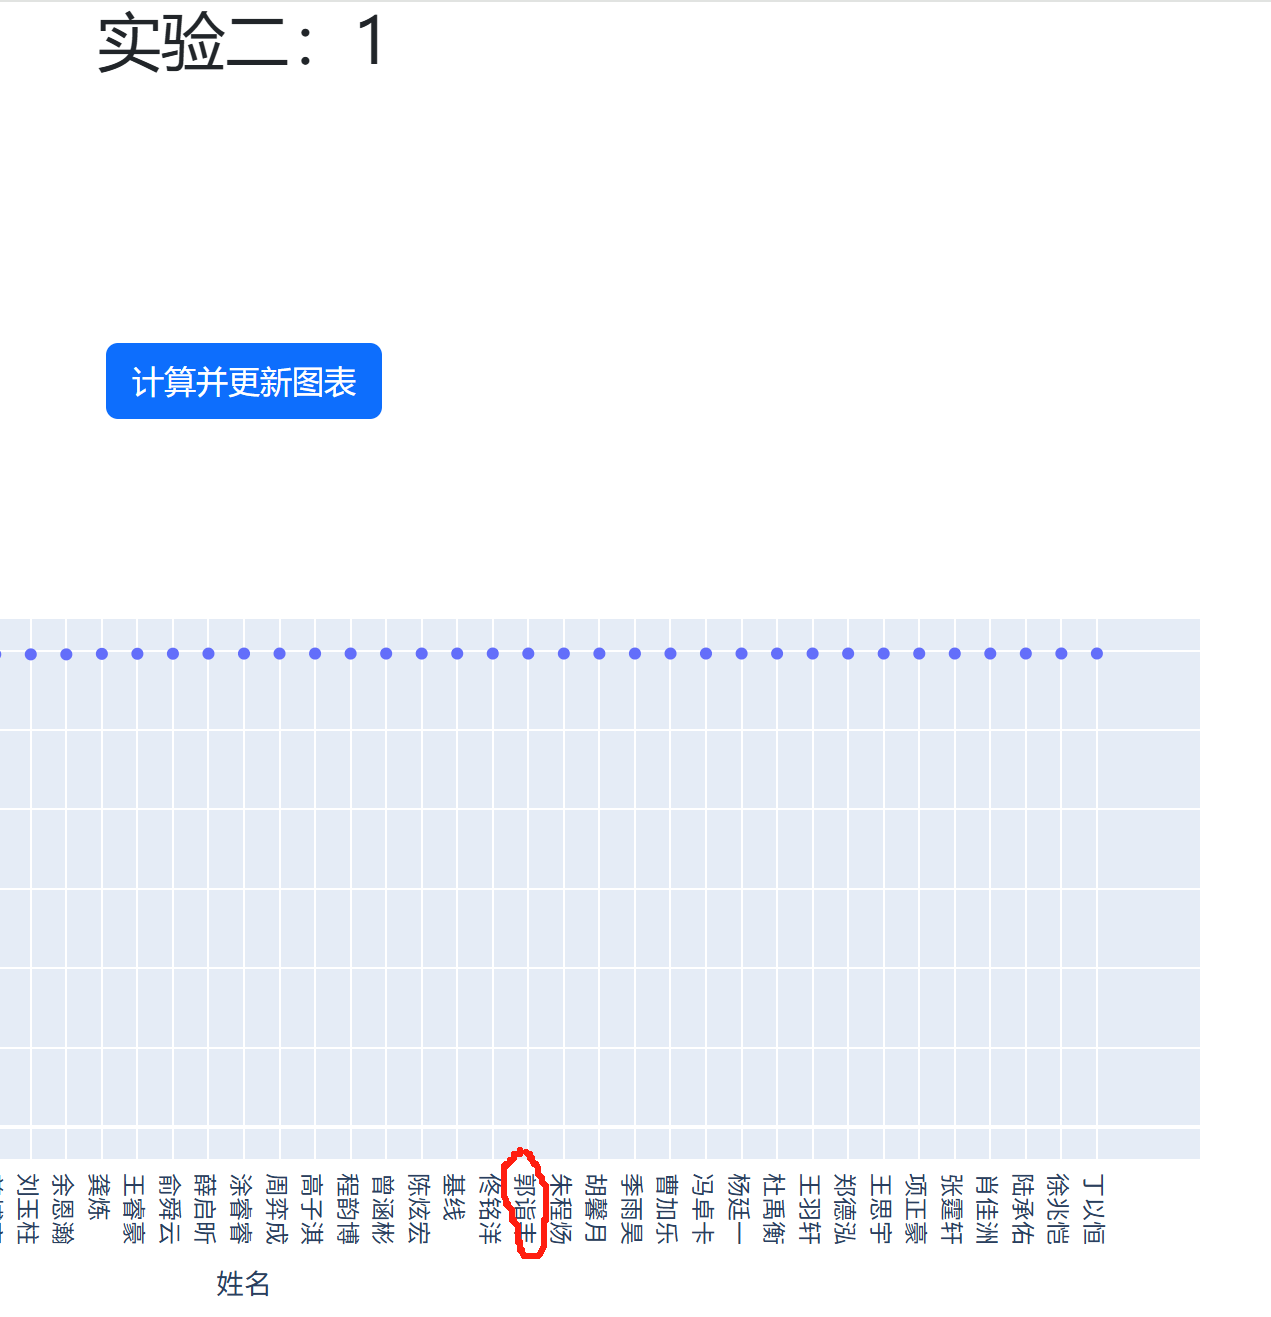 实验二：1
计算并更新图表
刘玉柱
余恩瀚
龚炼
王睿豪
俞舜云
薛启昕
涂睿睿
周弈成
高子淇
程韵博
曾涵彬
陈炫宏
基线
佟铭洋
郭诣丰
朱程炀
胡馨月
季雨昊
曹加乐
冯卓卡
杨廷一
杜禹衡
王羽轩
郑德泓
王思宇
项正豪
张霆轩
肖佳洲
陆承佑
徐兆恺
丁以恒
姓名